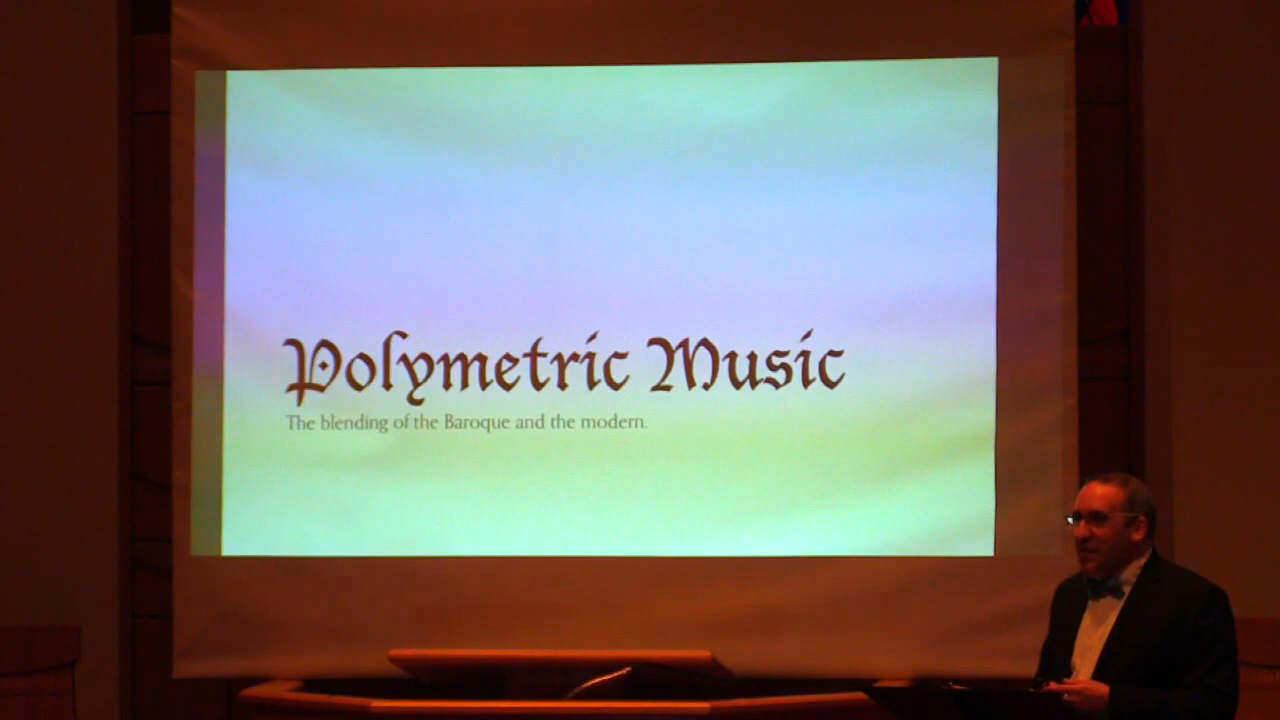 Polymetric Music
The blending of the Baroque and the modern.